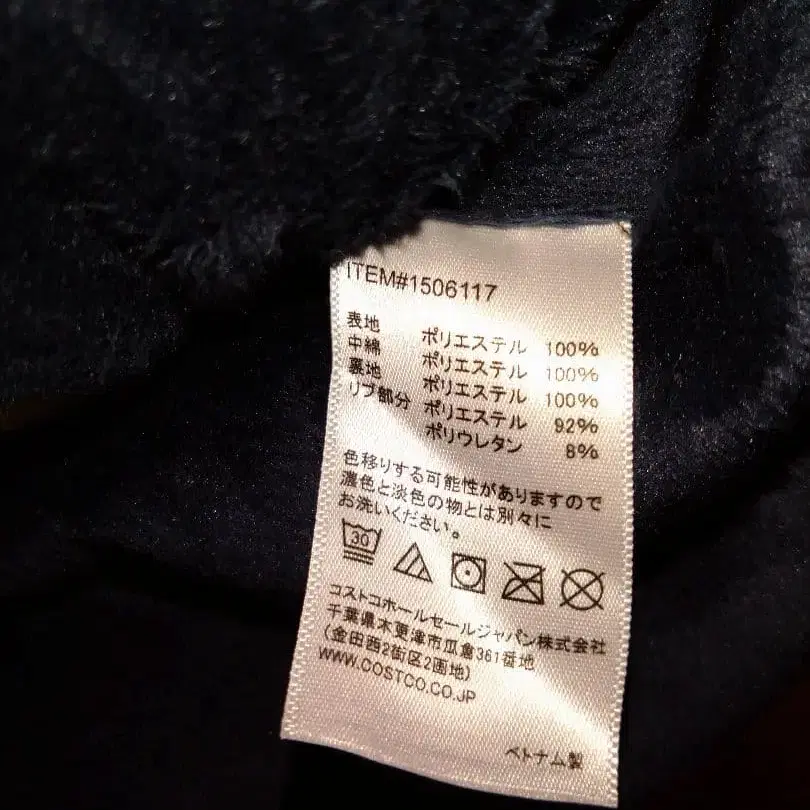 ITEM#1506117
表地 ポリエステル 100%
中綿 ポリエステル 100%
裏地 ポリエステル 100%
リブ部分 ポリエステル 92%
ポリウレタン 8%
色移りする可能性がありますので
濃色と淡色の物とは別々に
お洗いください。
30
コストコホールセールジャパン株式会社
千葉県木更津市瓜倉361番地
(金田西2街区2画地)
WWW.COSTCO.CO.JP
ベトナム製